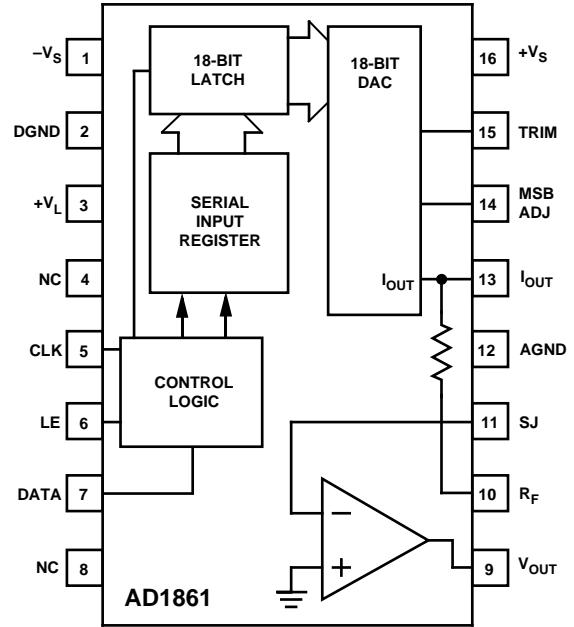 –VS 1
DGND 2
+VL 3
NC 4
CLK 5
LE 6
DATA 7
NC 8
18-BIT
LATCH
SERIAL
INPUT
REGISTER
CONTROL
LOGIC
18-BIT
DAC
IOUT
–
+
AD1861
16 +VS
15 TRIM
14 MSB
ADJ
13 IOUT
12 AGND
11 SJ
10 RF
9 VOUT